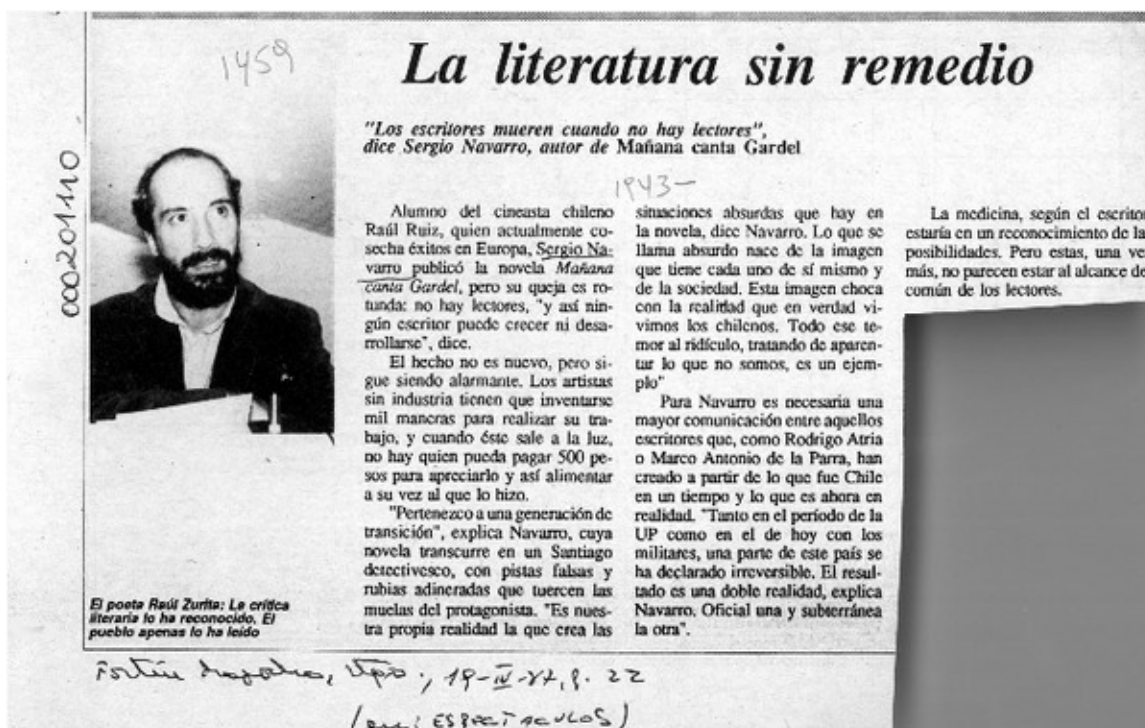 1459
La literatura sin remedio
"Los escritores mueren cuando no hay lectores",
dice Sergio Navarro, autor de Mañana canta Gardel
000201110
1943-
Alumno del cineasta chileno
Raúl Ruiz, quien actualmente co-
secha éxitos en Europa, Sergio Na-
varro publicó la novela Mañana
canta Gardel, pero su queja es ro-
tunda: no hay lectores, "y así nin-
gún escritor puede crecer ni desa-
rrollarse", dice.
El hecho no es nuevo, pero si-
gue siendo alarmante. Los artistas
sin industria tienen que inventarse
mil maneras para realizar su tra-
bajo, y cuando éste sale a la luz,
no hay quien pueda pagar 500 pe-
sos para apreciarlo y así alimentar
a su vez al que lo hizo.
"Pertenezco a una generación de
transición", explica Navarro, cuya
novela transcurre en un Santiago
detectivesco, con pistas falsas y
rubias adineradas que tuercen las
muelas del protagonista. "Es nues-
tra propia realidad la que crea las
situaciones absurdas que hay en
la novela, dice Navarro. Lo que se
llama absurdo nace de la imagen
que tiene cada uno de sí mismo y
de la sociedad. Esta imagen choca
con la realidad que en verdad vi-
vimos los chilenos. Todo ese te-
mor al ridículo, tratando de aparen-
tar lo que no somos, es un ejem-
plo"
Para Navarro es necesaria una
mayor comunicación entre aquellos
escritores que, como Rodrigo Atria
o Marco Antonio de la Parra, han
creado a partir de lo que fue Chile
en un tiempo y lo que es ahora en
realidad. "Tanto en el período de la
UP como en el de hoy con los
militares, una parte de este país se
ha declarado irreversible. El resul-
tado es una doble realidad, explica
Navarro. Oficial una y subterránea
la otra".
La medicina, según el escritor
estaría en un reconocimiento de la
posibilidades. Pero estas, una ve
más, no parecen estar al alcance de
común de los lectores.
El poeta Raúl Zurita: La crítica
literaria lo ha reconocido. El
pueblo apenas lo ha leído
Fortín Mapocho, Stgo., 19-IV-87, p. 22
(en: ESPECTACULOS)